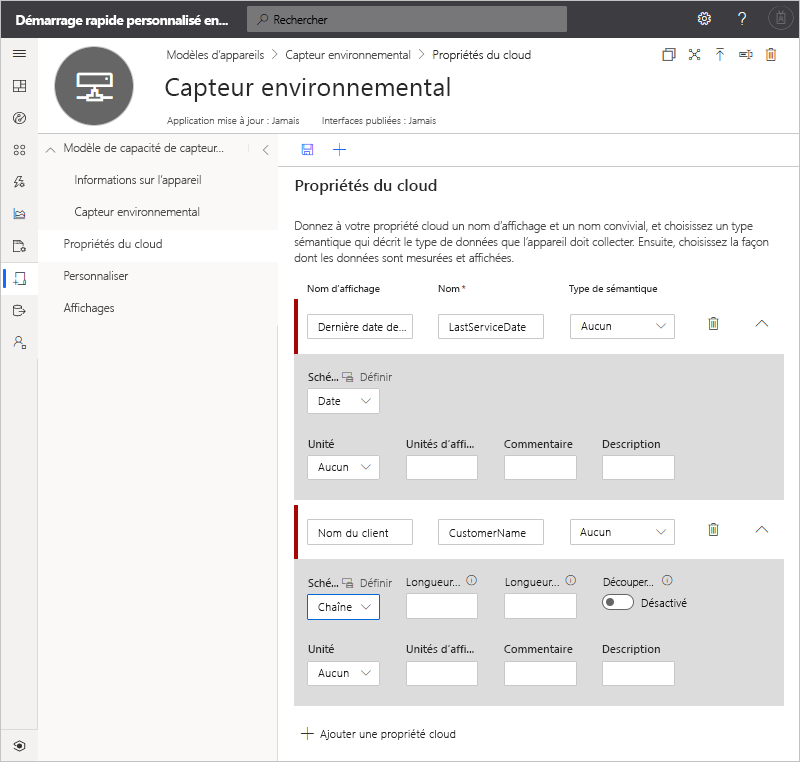 Démarrage rapide personnalisé en...
Rechercher
?
Modèles d'appareils > Capteur environnemental > Propriétés du cloud
Capteur environnemental
Application mise à jour : Jamais Interfaces publiées : Jamais
Modèle de capacité de capteur...
Informations sur l'appareil
Capteur environnemental
Propriétés du cloud
Personnaliser
Affichages
Propriétés du cloud
Donnez à votre propriété cloud un nom d'affichage et un nom convivial, et choisissez un type
sémantique qui décrit le type de données que l'appareil doit collecter. Ensuite, choisissez la façon
dont les données sont mesurées et affichées.
Nom d'affichage Nom * Type de sémantique
Dernière date de... LastServiceDate Aucun
Sché... Définir
Date
Unité Unités d'affi... Commentaire Description
Aucun
Nom du client CustomerName Aucun
Sché... Définir Longueur... Longueur... Découper...
Chaîne Désactivé
Unité Unités d'affi... Commentaire Description
Aucun
Ajouter une propriété cloud